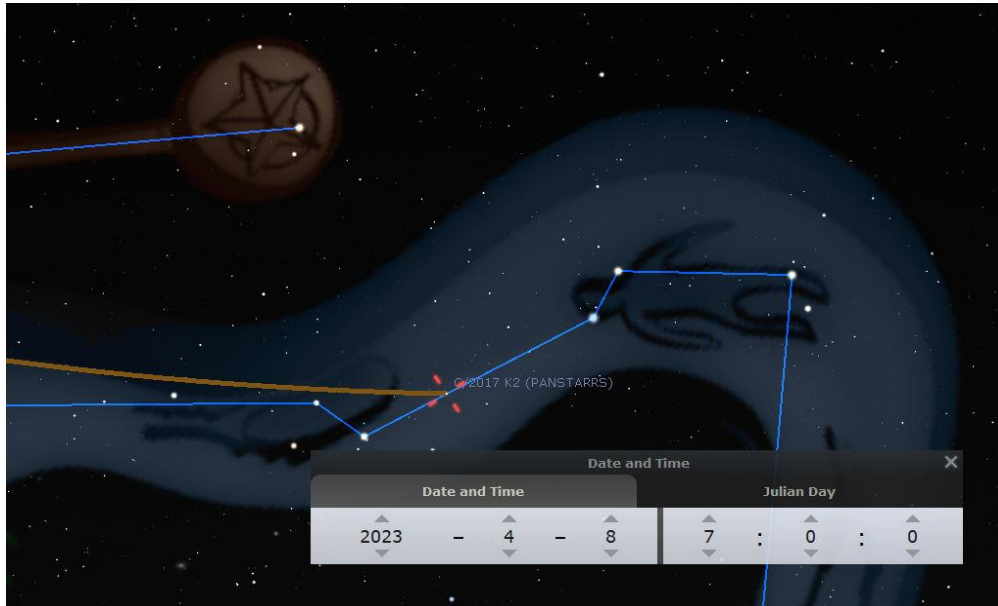 C/2017 K2 (PANSTARRS)
Date and Time
Date and Time Julian Day
2023 – 4 – 8 7 : 0 : 0